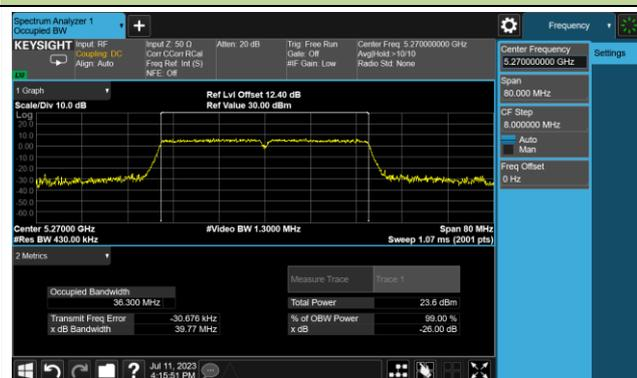 Spectrum Analyzer 1
Occupied BW
Frequency
KEYSIGHT
Input: RF
Coupling: DC
Align: Auto
Input Z: 50 Ω
Corr CCorr RCal
Freq Ref: Int (S)
NFE: Off
Atten: 20 dB
Trig: Free Run
Gate: Off
#IF Gain: Low
Center Freq: 5.270000000 GHz
Avg|Hold:>10/10
Radio Std: None
Center Frequency
5.270000000 GHz
Settings
Span
80.000 MHz
CF Step
8.000000 MHz
Auto
Man
Freq Offset
0 Hz
1 Graph
Scale/Div 10.0 dB
Ref Lvl Offset 12.40 dB
Ref Value 30.00 dBm
Log
20.0
10.0
0.00
-10.0
-20.0
-30.0
-40.0
-50.0
-60.0
Center 5.27000 GHz
#Res BW 430.00 kHz
#Video BW 1.3000 MHz
Span 80 MHz
Sweep 1.07 ms (2001 pts)
2 Metrics
Measure Trace
Trace 1
Occupied Bandwidth
36.300 MHz
Total Power
23.6 dBm
Transmit Freq Error
-30.676 kHz
% of OBW Power
99.00 %
x dB Bandwidth
39.77 MHz
x dB
-26.00 dB
Jul 11, 2023
4:15:51 PM